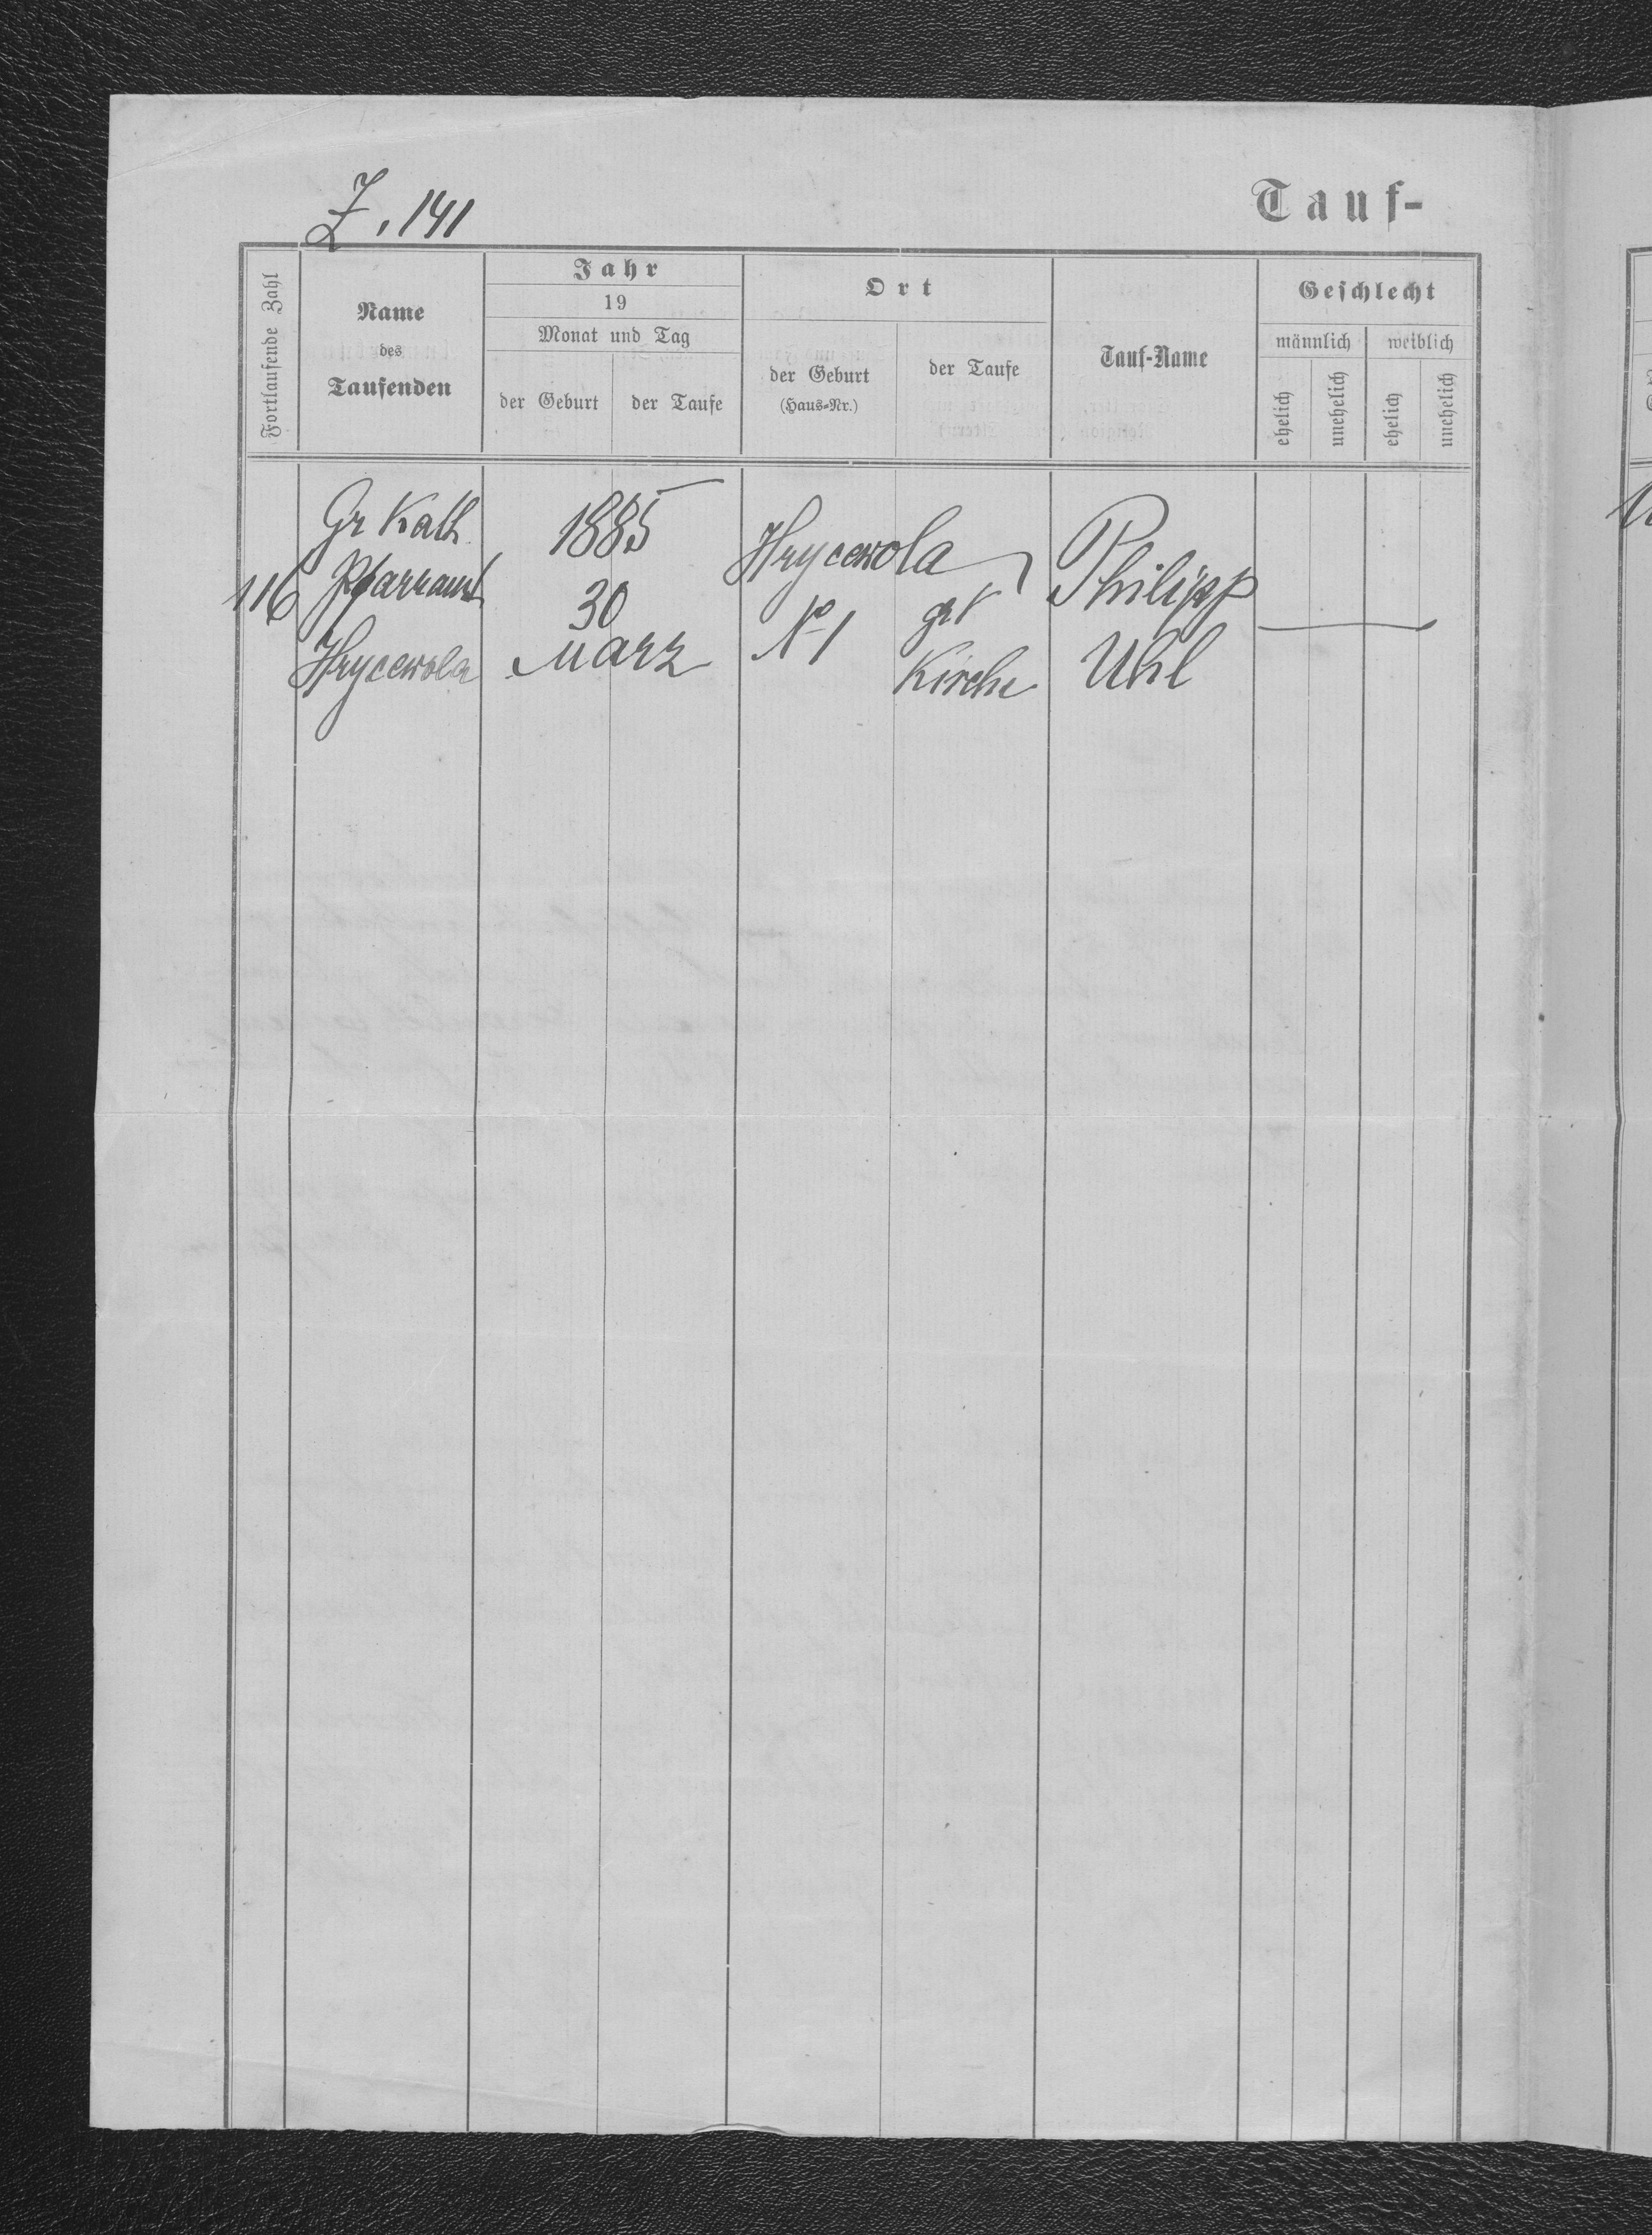 Z. 141
Tauf-
Fortlaufende Zahl
Name
des
Taufenden
Jahr
19
Monat und Tag
der Geburt
der Taufe
Ort
der Geburt
(Haus-Nr.)
der Taufe
Tauf-Name
Geschlecht
männlich
weiblich
ehelich
unehelich
ehelich
unehelich
116
Gr Kath
Pfarramt
Hrycewola
1885
30
März
Hrycewola
No 1
gr K
Kirche
Philipp
Uhl